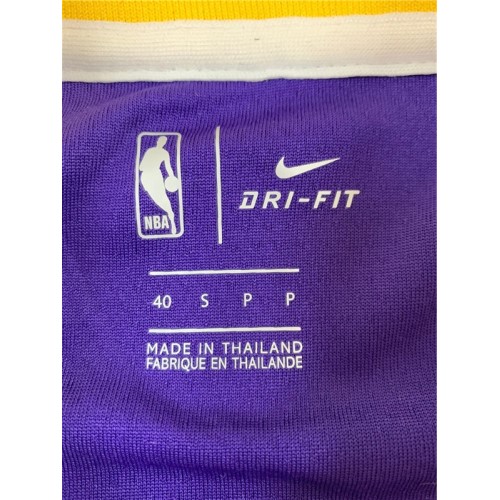 NBA
DRI-FIT
40 S P P
MADE IN THAILAND
FABRIQUE EN THAILANDE